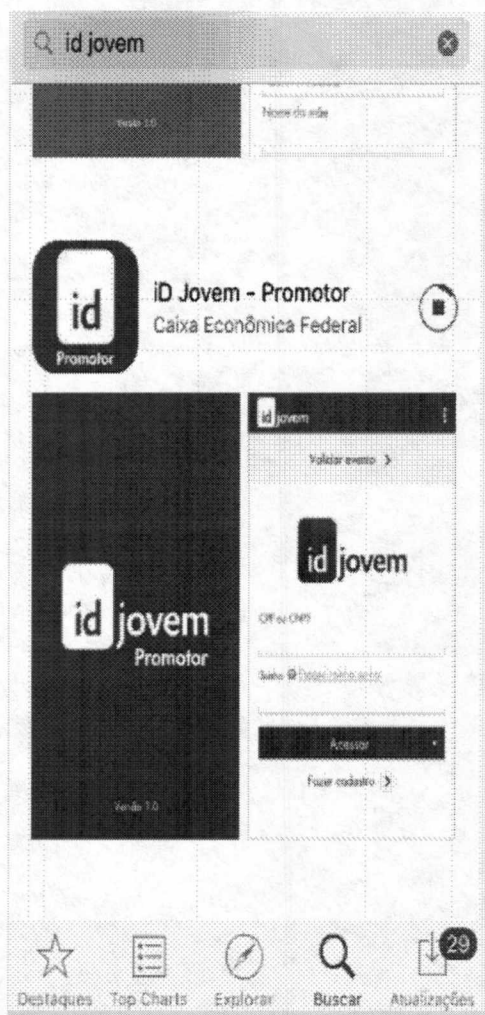 id jovem
Versão 1.0
Nome da mãe
id
Promotor
iD Jovem - Promotor
Caixa Econômica Federal
id jovem
Promotor
Versão 1.0
id jovem
Validar evento
id jovem
CPF ou CNPJ
Senha
Acessar
Fazer cadastro
29
Destaques
Top Charts
Explorar
Buscar
Atualizações